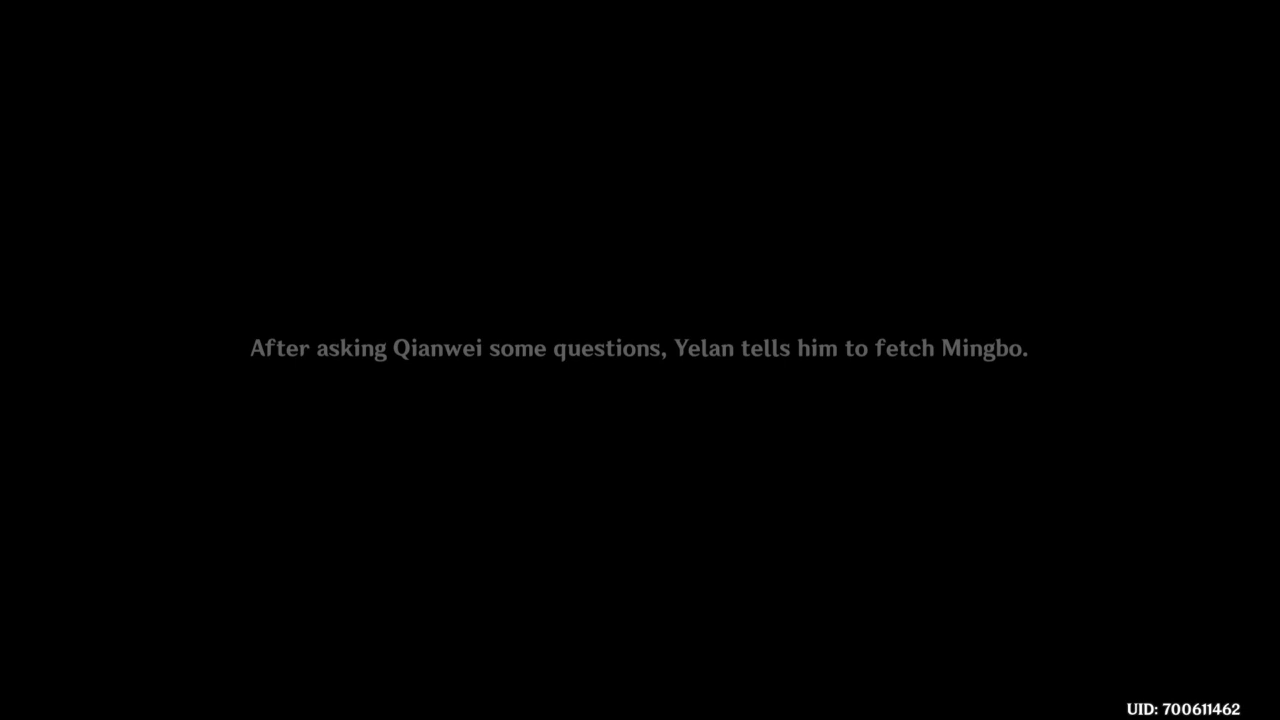 After asking Qianwei some questions, Yelan tells him to fetch Mingbo.
UID: 700611462